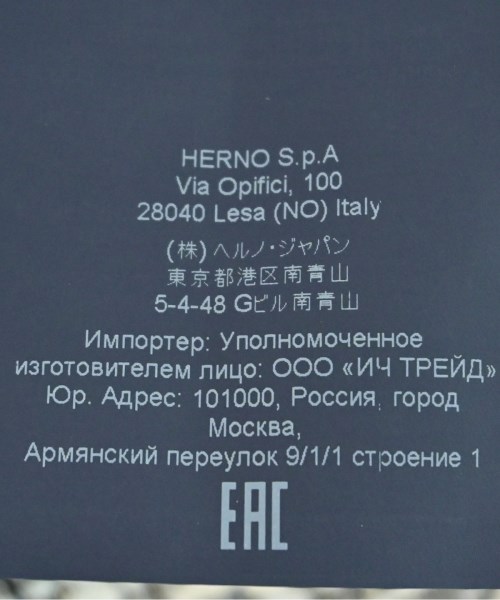 HERNO S.p.A
Via Opifici, 100
28040 Lesa (NO) Italy
(株) ヘルノ・ジャパン
東京都港区南青山
5-4-48 Gビル南青山
Импортер: Уполномоченное
изготовителем лицо: ООО «ИЧ ТРЕЙД»
Юр. Адрес: 101000, Россия, город
Москва,
Армянский переулок 9/1/1 строение 1
EAC